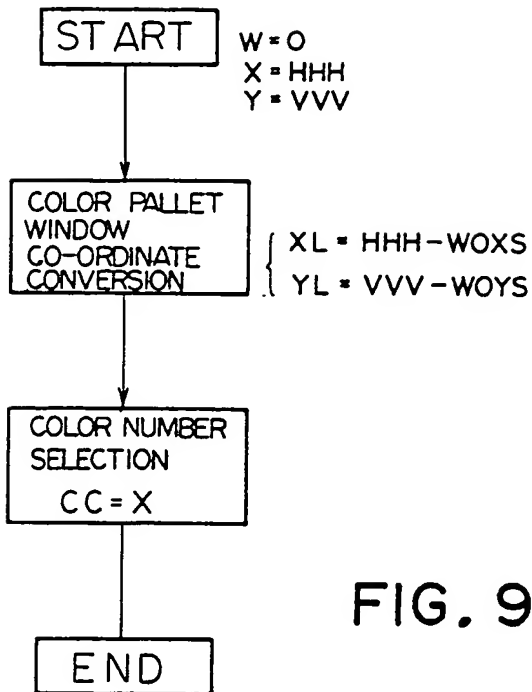 START
W = 0
X = HHH
Y = VVV
COLOR PALLET
WINDOW
CO-ORDINATE
CONVERSION
XL = HHH-WOXS
YL = VVV-WOYS
COLOR NUMBER
SELECTION
CC = X
END
FIG. 9